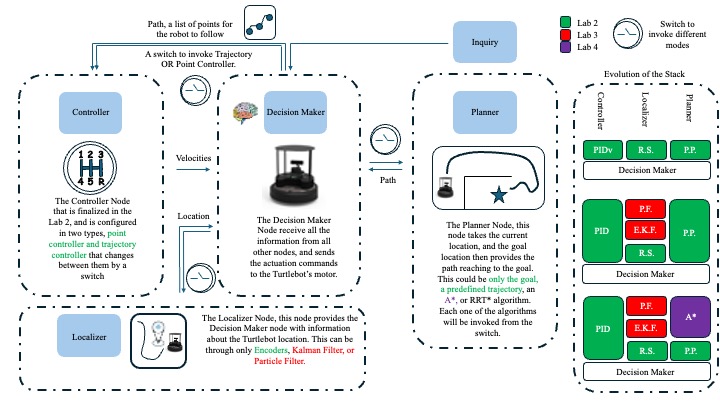 Path, a list of points for
the robot to follow
A switch to invoke Trajectory
OR Point Controller.
Inquiry
Lab 2
Lab 3
Lab 4
Switch to
invoke different
modes
Controller
1 2 3
4 5 R
The Controller Node
that is finalized in the
Lab 2, and is configured
in two types, point
controller and trajectory
controller that changes
between them by a
switch
Velocities
Location
Decision Maker
The Decision Maker
Node receive all the
information from all
other nodes, and sends
the actuation commands
to the Turtlebot's motor.
Path
Planner
The Planner Node, this
node takes the current
location, and the goal
location then provides the
path reaching to the goal.
This could be only the goal,
a predefined trajectory, an
A*, or RRT* algorithm.
Each one of the algorithms
will be invoked from the
switch.
Localizer
The Localizer Node, this node provides the
Decision Maker node with information
about the Turtlebot location. This can be
through only Encoders, Kalman Filter, or
Particle Filter.
Evolution of the Stack
Controller
Localizer
Planner
PIDv
R.S.
P.P.
Decision Maker
PID
P.F.
E.K.F.
R.S.
P.P.
Decision Maker
PID
P.F.
E.K.F.
R.S.
A*
P.P.
Decision Maker